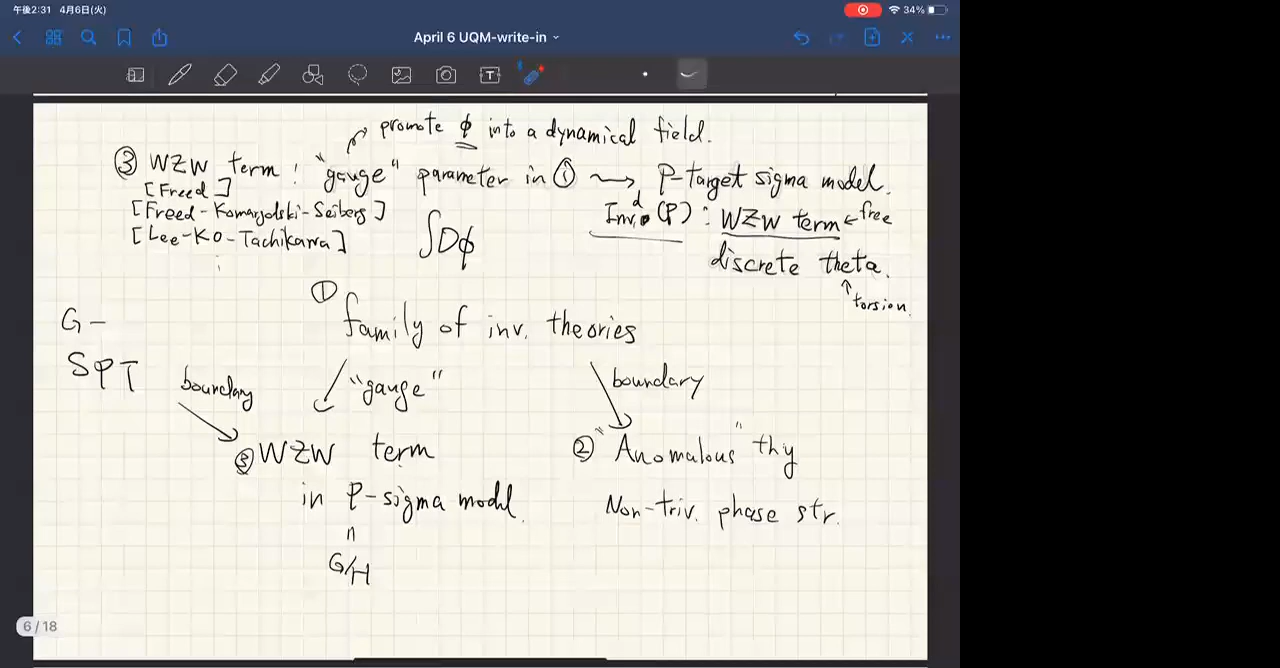 午後2:31 4月6日(火)
34%
April 6 UQM-write-in
T
promote ϕ into a dynamical field.
③ WZW term : "gauge" parameter in ① ⇝ P-target sigma model.
[Freed]
[Freed-Komargodski-Seiberg]
[Lee-Ko-Tachikawa]
∫Dϕ
Inv^d(P) : WZW term ← free
discrete theta.
↑ torsion.
①
family of inv. theories
G-
SPT
boundary
"gauge"
boundary
③ WZW term
in P-sigma model.
"
G/H
② "Anomalous" thy
Non-triv. phase str.
6 / 18